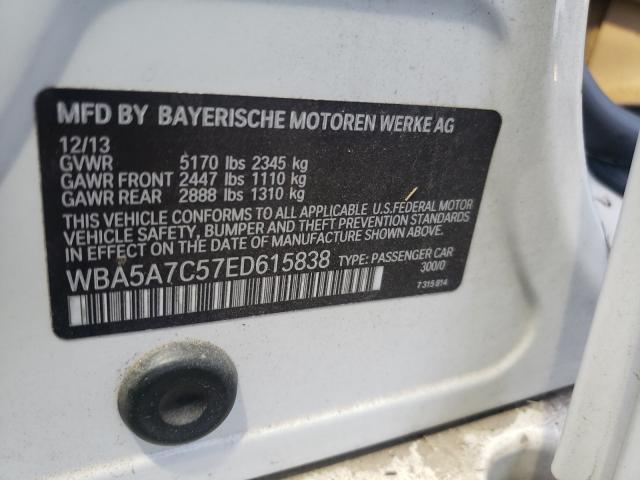 MFD BY BAYERISCHE MOTOREN WERKE AG
12/13
GVWR 5170 lbs 2345 kg
GAWR FRONT 2447 lbs 1110 kg
GAWR REAR 2888 lbs 1310 kg
THIS VEHICLE CONFORMS TO ALL APPLICABLE U.S.FEDERAL MOTOR
VEHICLE SAFETY, BUMPER AND THEFT PREVENTION STANDARDS
IN EFFECT ON THE DATE OF MANUFACTURE SHOWN ABOVE.
WBA5A7C57ED615838 TYPE: PASSENGER CAR
300/0
7 315 814